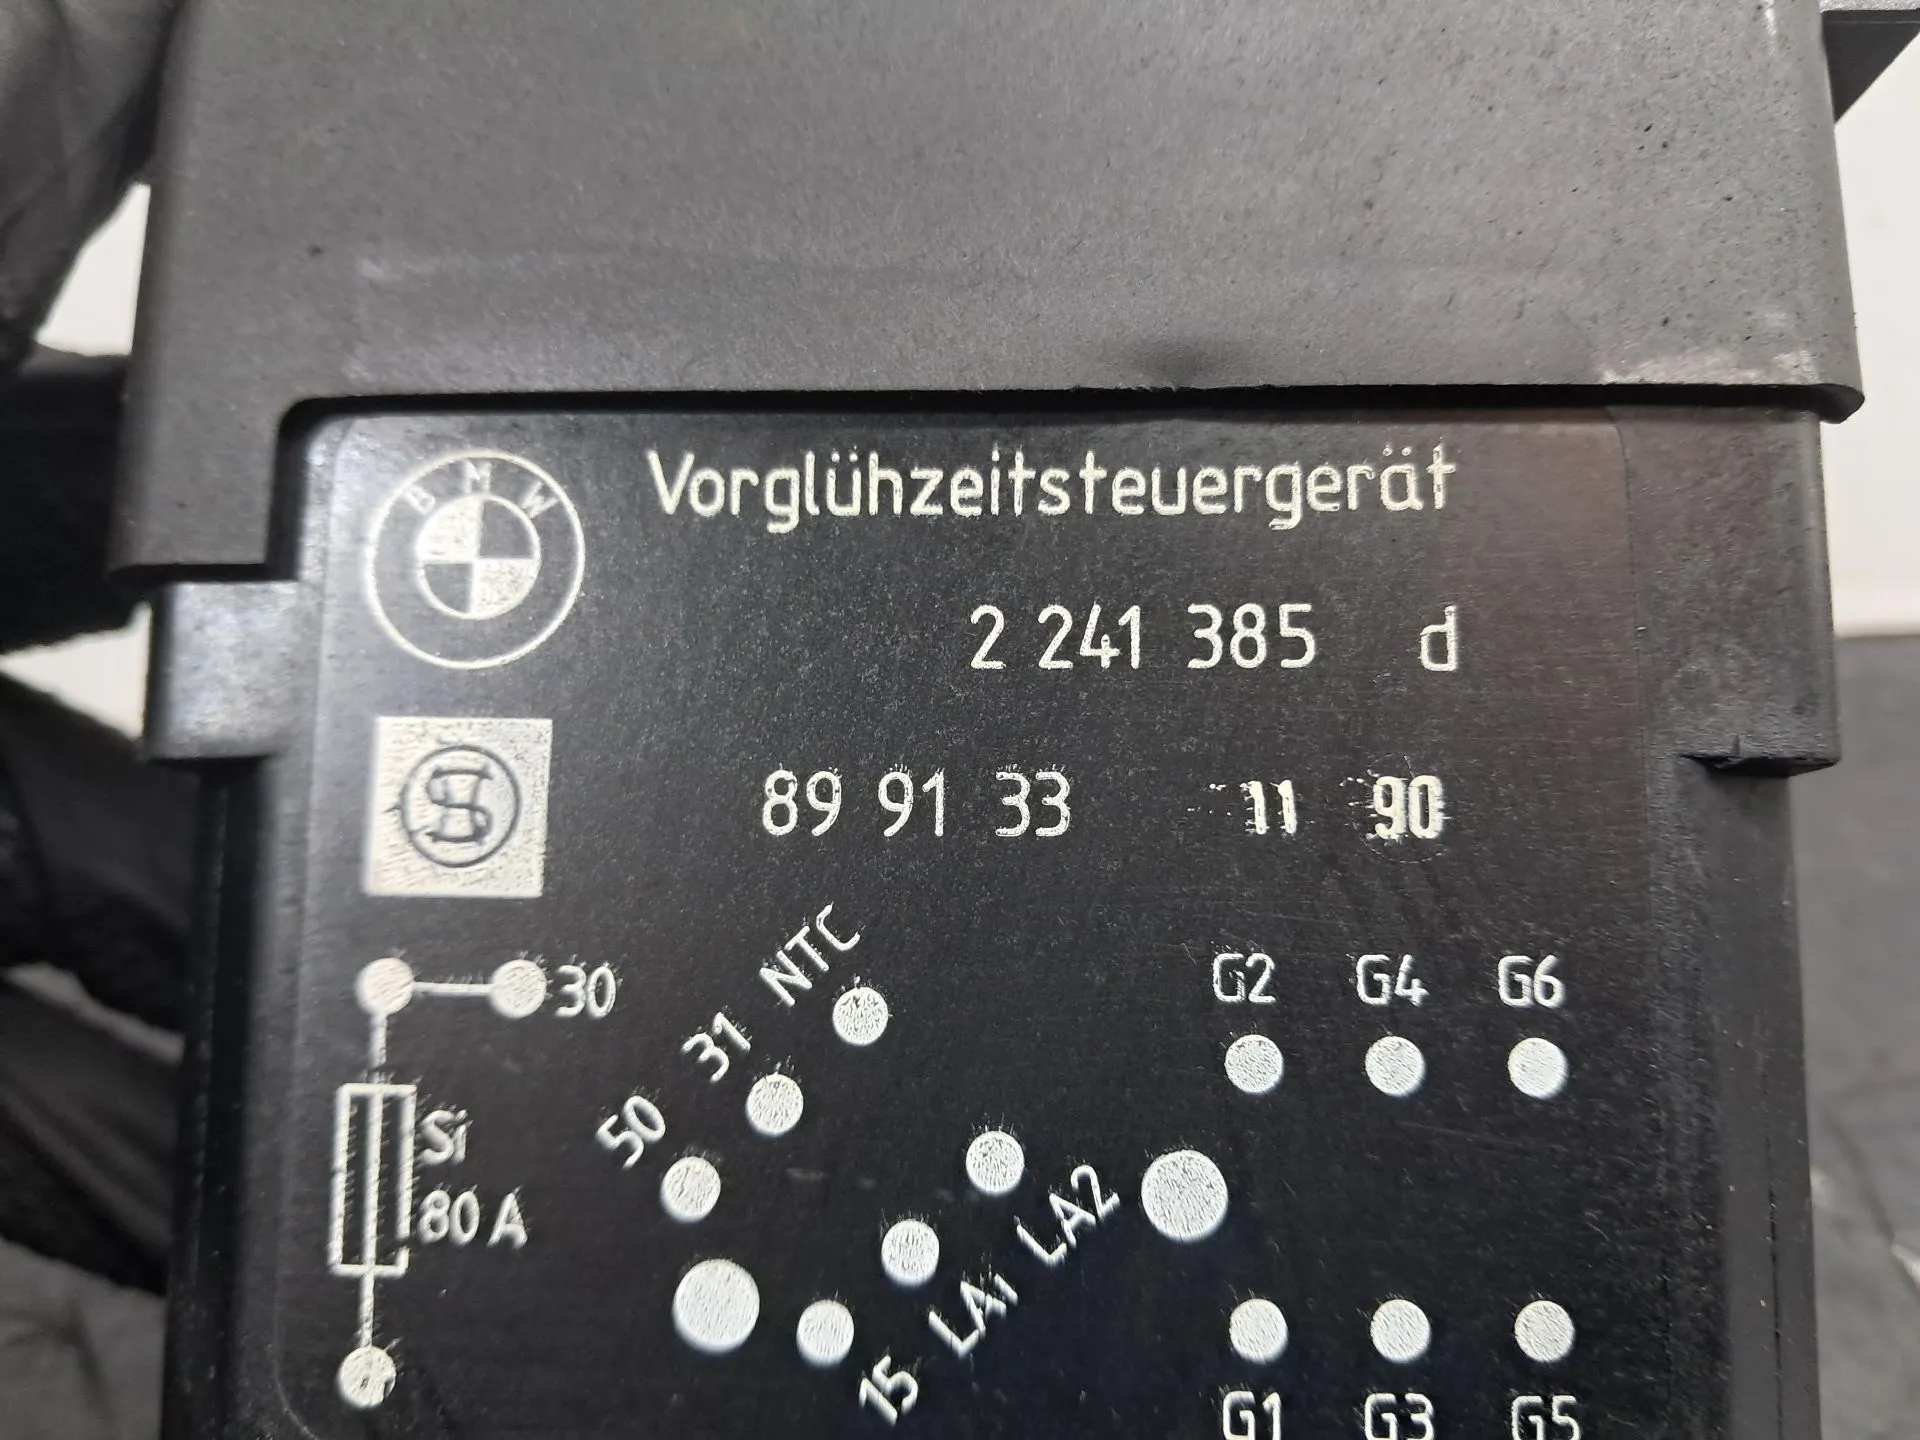 BMW
Vorglühzeitsteuergerät
2 241 385 d
S
89 91 33 11 90
NTC
31
50
30
Si
80 A
G2 G4 G6
LA2
LA1
15
G1 G3 G5